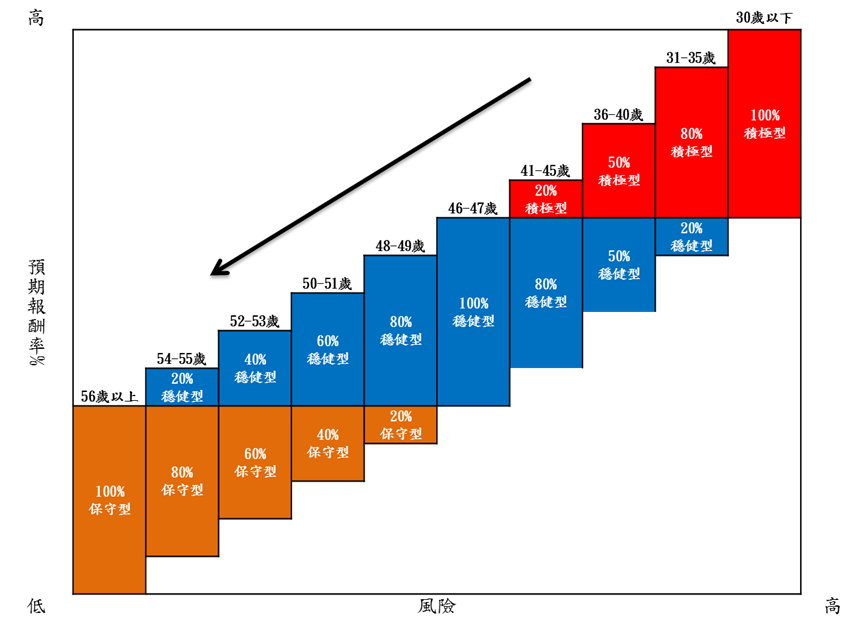 高
30歲以下
31-35歲
100%
積極型
36-40歲
80%
積極型
50%
積極型
41-45歲
20%
積極型
46-47歲
20%
穩健型
48-49歲
50%
穩健型
預期報酬率%
50-51歲
80%
穩健型
100%
穩健型
52-53歲
80%
穩健型
60%
穩健型
54-55歲
40%
穩健型
20%
穩健型
56歲以上
20%
保守型
40%
保守型
60%
保守型
80%
保守型
100%
保守型
低
風險
高